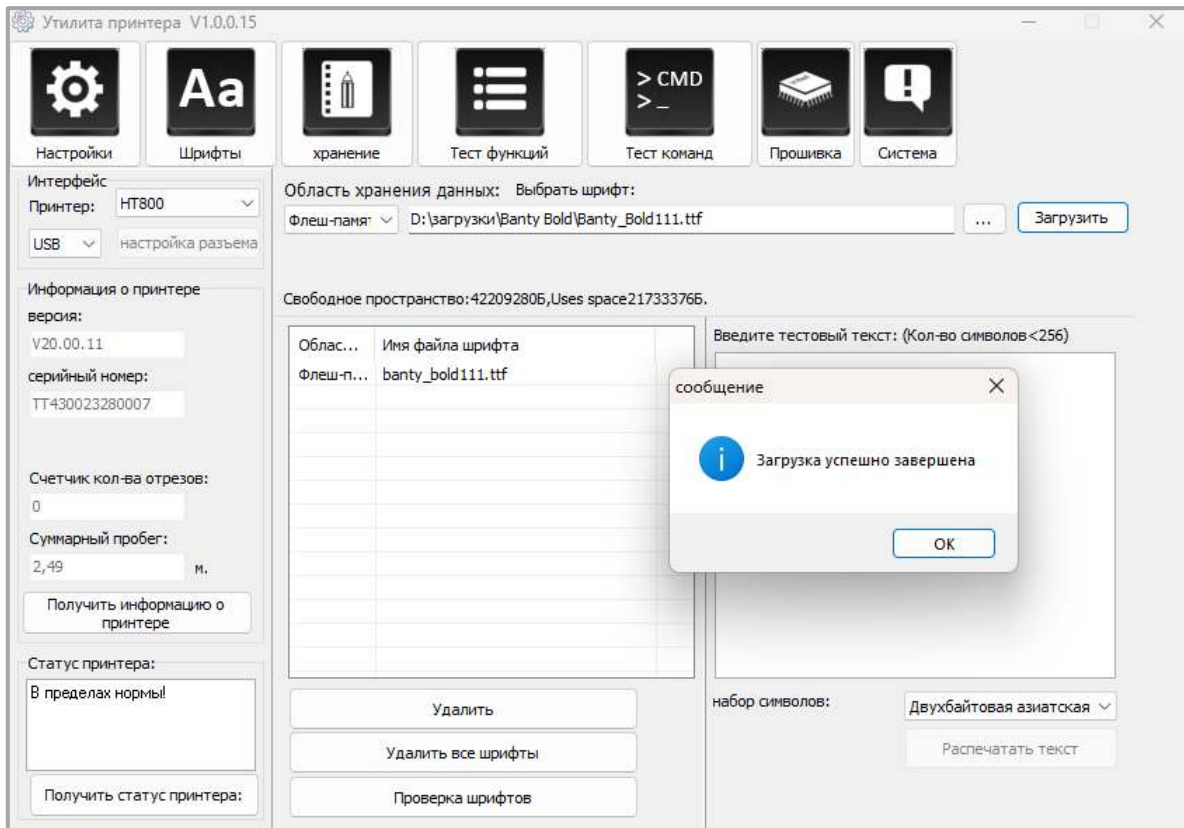 Утилита принтера V1.0.0.15
Aa
> CMD
> _
Настройки
Шрифты
хранение
Тест функций
Тест команд
Прошивка
Система
Интерфейс
Принтер:
HT800
USB
настройка разъема
Информация о принтере
версия:
V20.00.11
серийный номер:
TT430023280007
Счетчик кол-ва отрезов:
0
Суммарный пробег:
2,49
м.
Получить информацию о
принтере
Статус принтера:
В пределах нормы!
Получить статус принтера:
Область хранения данных:
Выбрать шрифт:
Флеш-памят
D:\загрузки\Banty Bold\Banty_Bold111.ttf
...
Загрузить
Свободное пространство:4220928Б,Uses space2173337​6Б.
Облас...
Имя файла шрифта
Флеш-п...
banty_bold111.ttf
Удалить
Удалить все шрифты
Проверка шрифтов
Введите тестовый текст: (Кол-во символов<256)
сообщение
Загрузка успешно завершена
ОК
набор символов:
Двухбайтовая азиатская
Распечатать текст